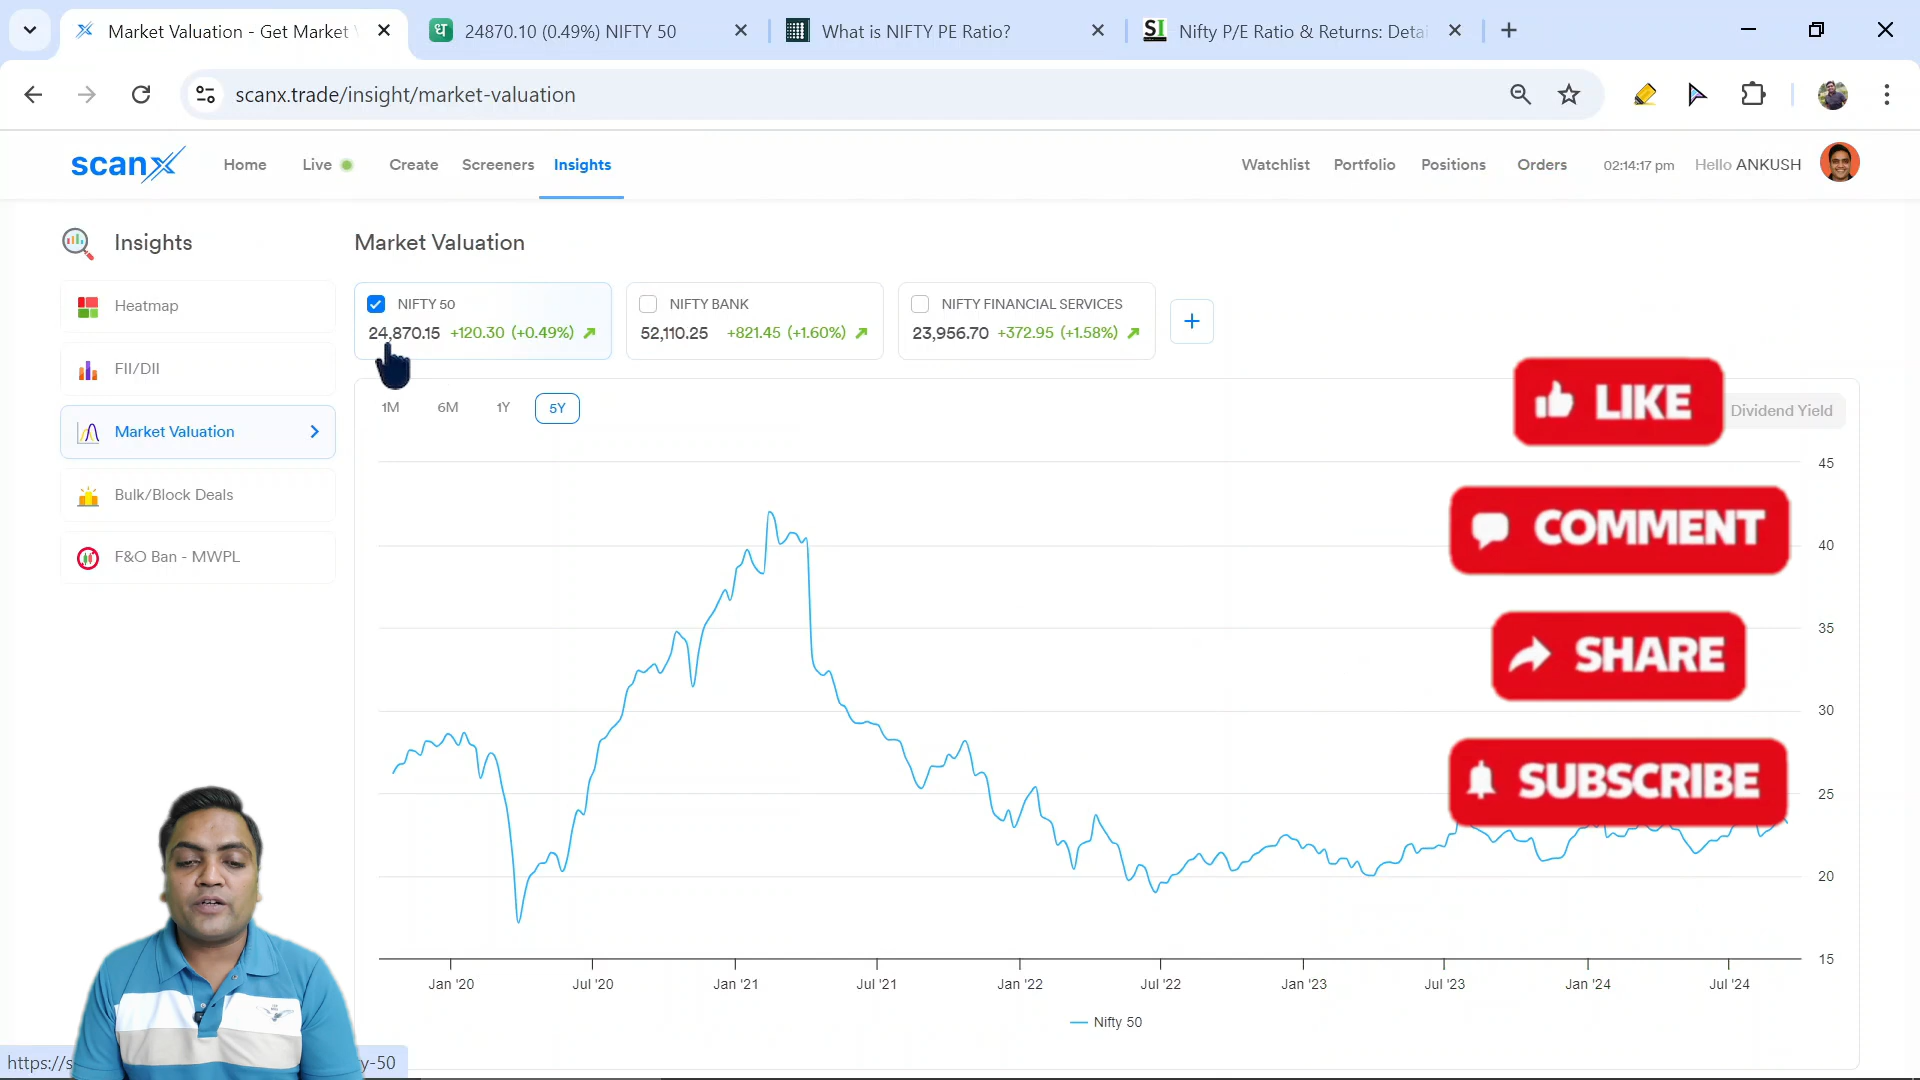 Market Valuation - Get Market
24870.10 (0.49%) NIFTY 50
What is NIFTY PE Ratio?
SI
Nifty P/E Ratio & Returns: Detai
scanx.trade/insight/market-valuation
scanx
Home
Live
Create
Screeners
Insights
Watchlist
Portfolio
Positions
Orders
02:14:17 pm
Hello ANKUSH
Insights
Heatmap
FII/DII
Market Valuation
Bulk/Block Deals
F&O Ban - MWPL
Market Valuation
NIFTY 50
24,870.15 +120.30 (+0.49%)
NIFTY BANK
52,110.25 +821.45 (+1.60%)
NIFTY FINANCIAL SERVICES
23,956.70 +372.95 (+1.58%)
1M
6M
1Y
5Y
Dividend Yield
LIKE
COMMENT
SHARE
SUBSCRIBE
45
40
35
30
25
20
15
Jan '20
Jul '20
Jan '21
Jul '21
Jan '22
Jul '22
Jan '23
Jul '23
Jan '24
Jul '24
Nifty 50
https://s
y-50